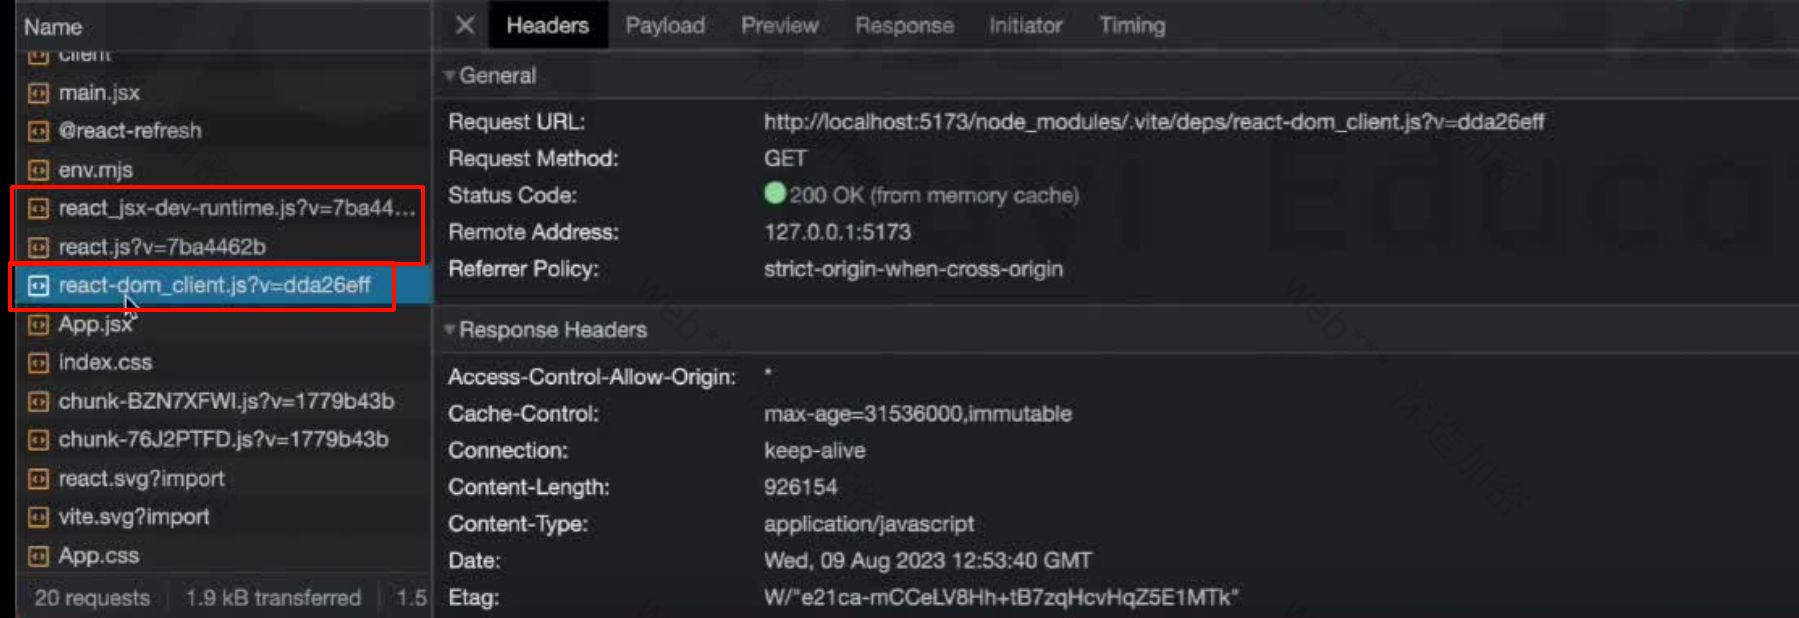 Name
client
main.jsx
@react-refresh
env.mjs
react_jsx-dev-runtime.js?v=7ba44...
react.js?v=7ba4462b
react-dom_client.js?v=dda26eff
App.jsx
index.css
chunk-BZN7XFWI.js?v=1779b43b
chunk-76J2PTFD.js?v=1779b43b
react.svg?import
vite.svg?import
App.css
20 requests 1.9 kB transferred 1.5
Headers Payload Preview Response Initiator Timing
General
Request URL: http://localhost:5173/node_modules/.vite/deps/react-dom_client.js?v=dda26eff
Request Method: GET
Status Code: 200 OK (from memory cache)
Remote Address: 127.0.0.1:5173
Referrer Policy: strict-origin-when-cross-origin
Response Headers
Access-Control-Allow-Origin: *
Cache-Control: max-age=31536000,immutable
Connection: keep-alive
Content-Length: 926154
Content-Type: application/javascript
Date: Wed, 09 Aug 2023 12:53:40 GMT
Etag: W/"e21ca-mCCeLV8Hh+tB7zqHcvHqZ5E1MTk"